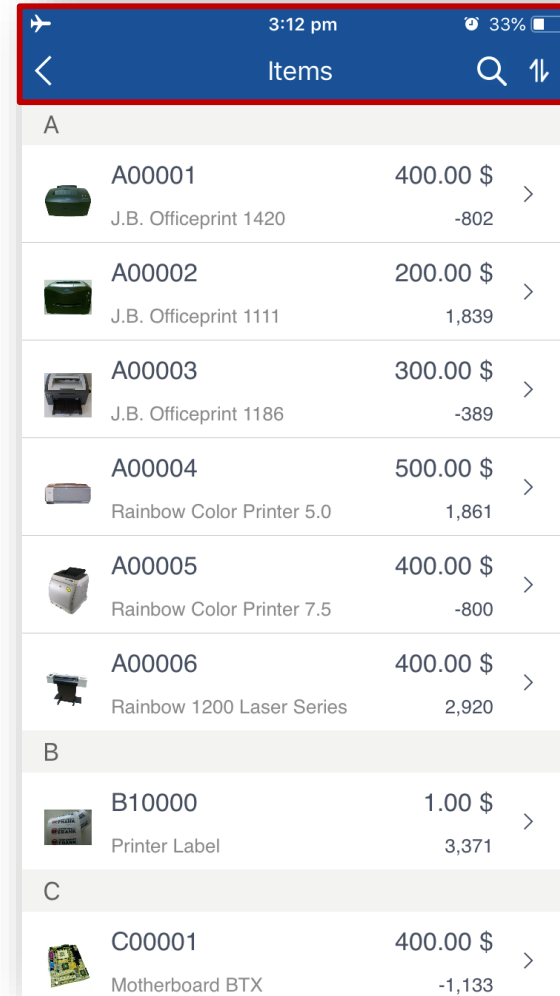 3:12 pm 33%
Items
A
A00001 400.00 $
J.B. Officeprint 1420 -802
A00002 200.00 $
J.B. Officeprint 1111 1,839
A00003 300.00 $
J.B. Officeprint 1186 -389
A00004 500.00 $
Rainbow Color Printer 5.0 1,861
A00005 400.00 $
Rainbow Color Printer 7.5 -800
A00006 400.00 $
Rainbow 1200 Laser Series 2,920
B
B10000 1.00 $
Printer Label 3,371
C
C00001 400.00 $
Motherboard BTX -1,133